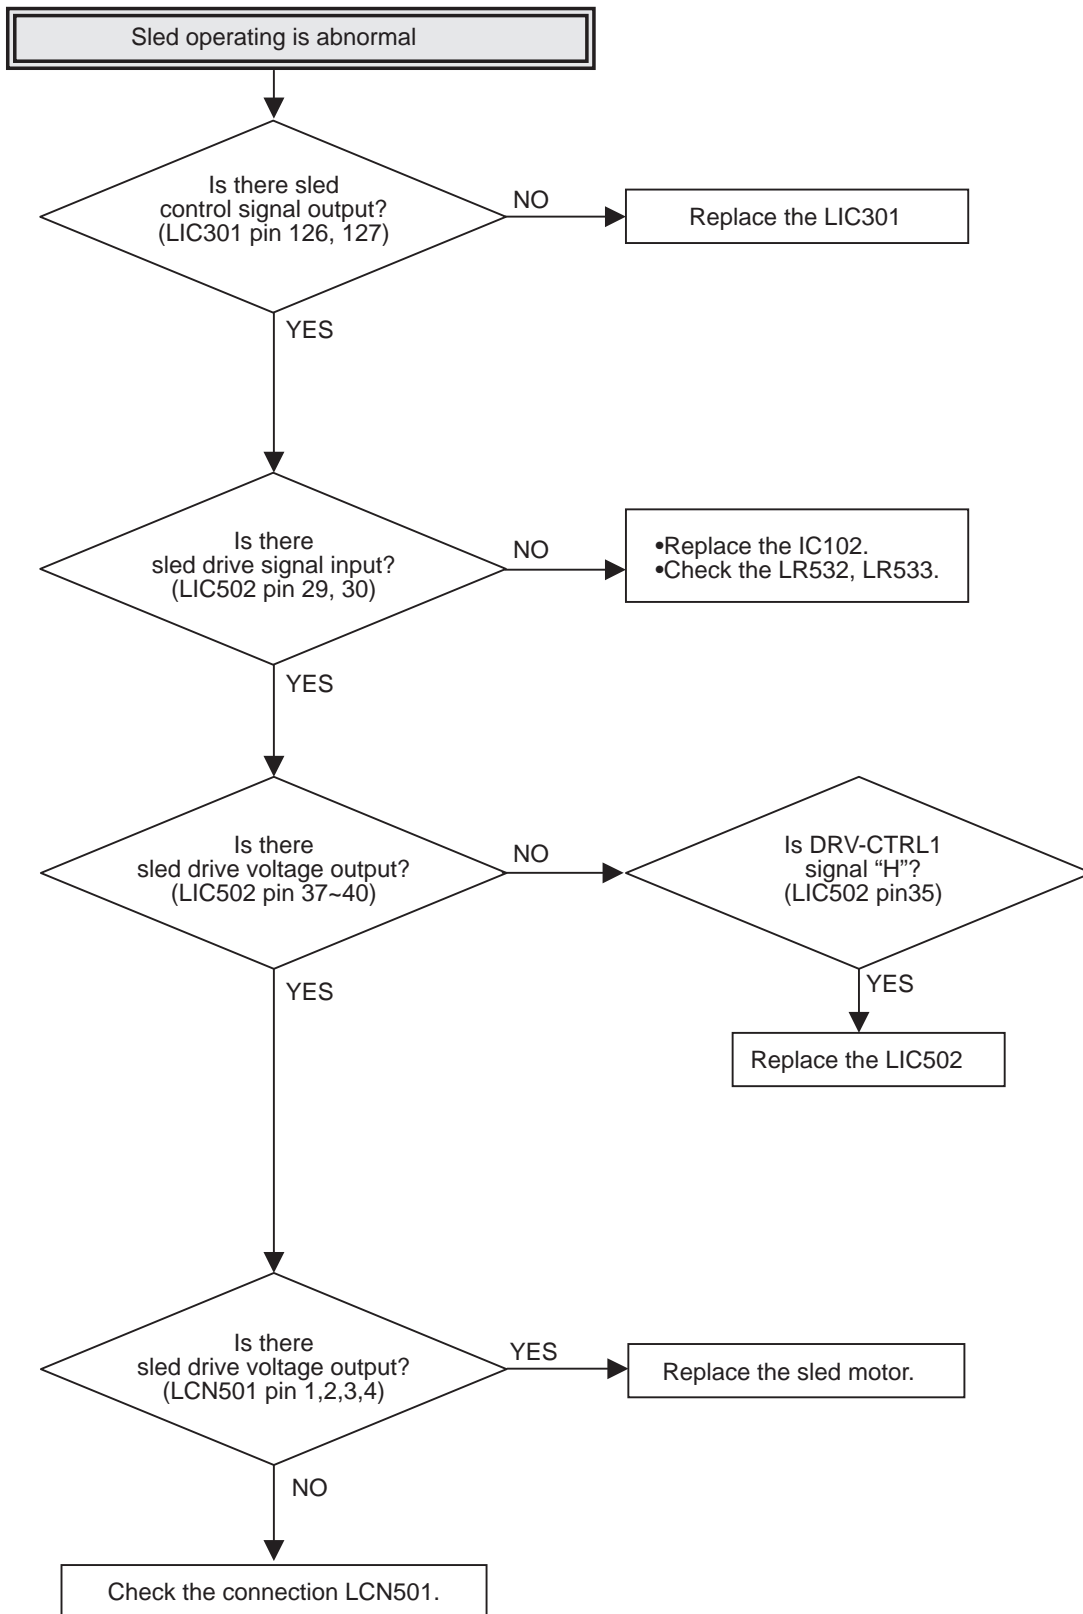 Sled operating is abnormal
Is there sled
control signal output?
(LIC301 pin 126, 127)
NO
Replace the LIC301
YES
Is there
sled drive signal input?
(LIC502 pin 29, 30)
NO
•Replace the IC102.
•Check the LR532, LR533.
YES
Is there
sled drive voltage output?
(LIC502 pin 37~40)
NO
Is DRV-CTRL1
signal “H”?
(LIC502 pin35)
YES
YES
Replace the LIC502
Is there
sled drive voltage output?
(LCN501 pin 1,2,3,4)
YES
Replace the sled motor.
NO
Check the connection LCN501.